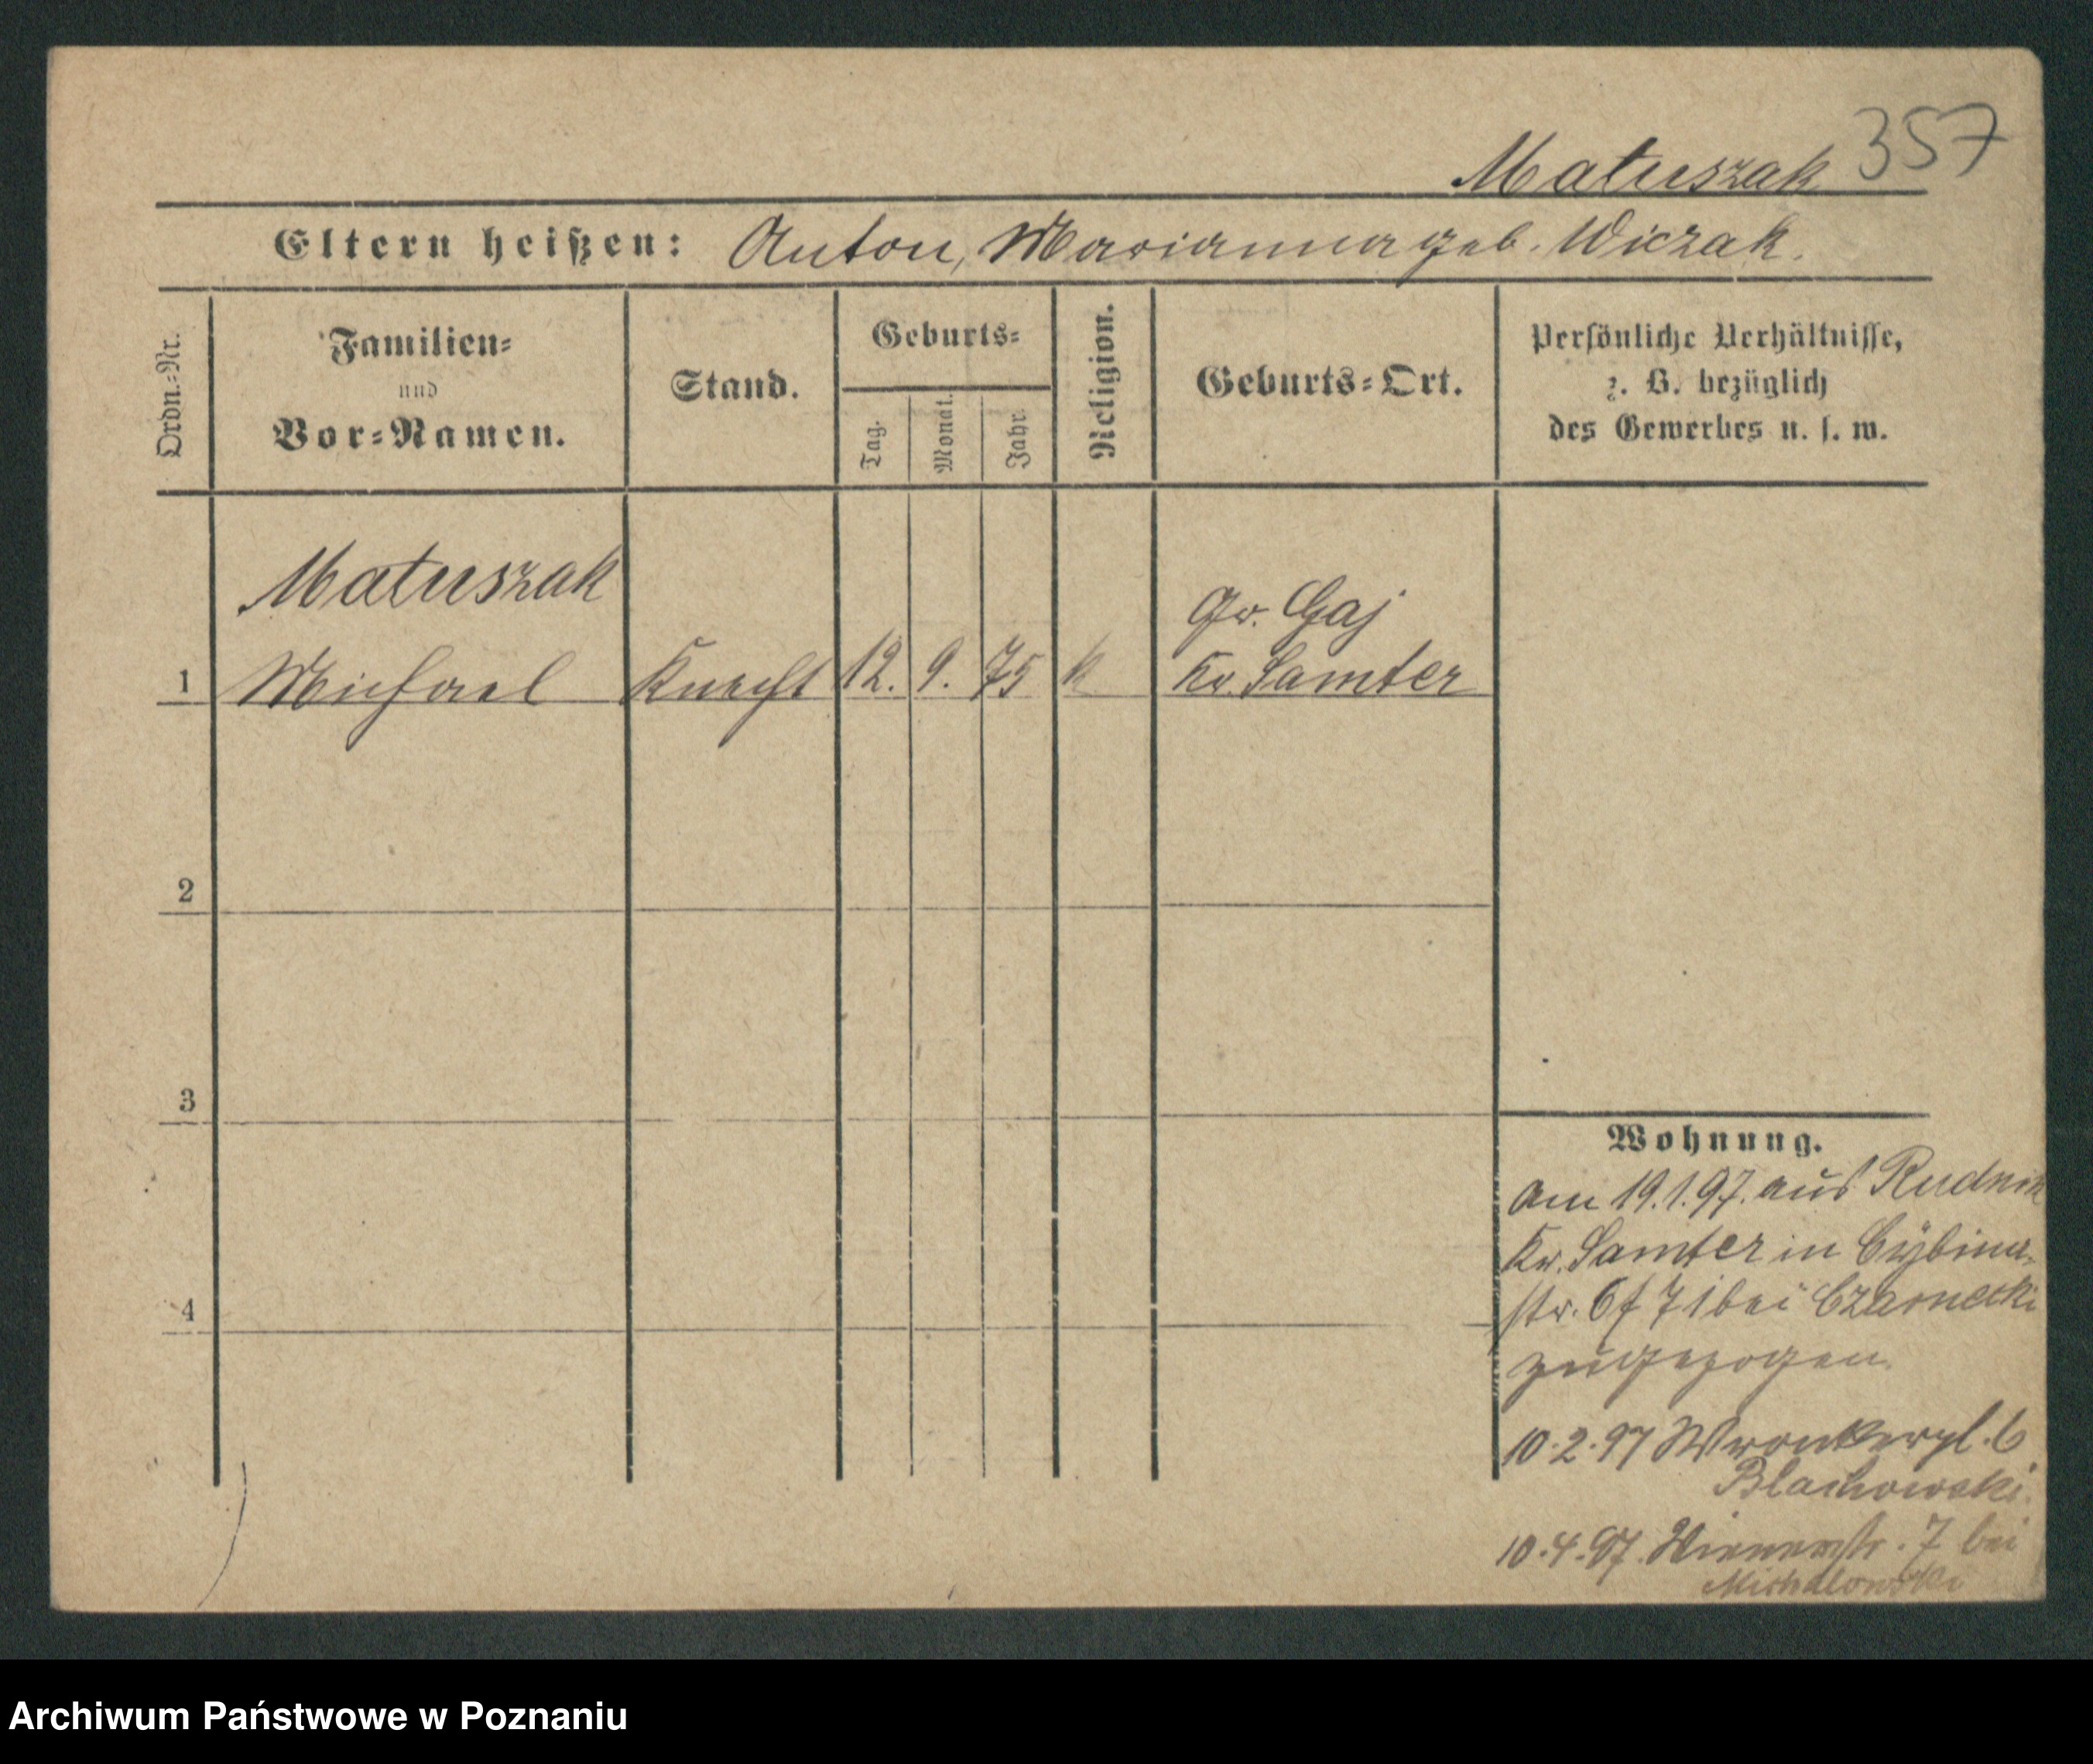 357
Matuszak
Eltern heißen: Anton, Marianna geb. Wiczak.
Ordn.=Nr.
Familien=
und
Vor=Namen.
Stand.
Geburts=
Tag.
Monat.
Jahr.
Religion.
Geburts=Ort.
Persönliche Verhältnisse,
z. B. bezüglich
des Gewerbes u. s. w.
Matuszak
Gr. Gaj
1 Michael Knecht 12. 9. 75 k Kr. Samter
2
3
4
Wohnung.
Am 19.1.97. aus Rudnik
Kr. Samter in Cybina-
str. 6 bei Czarnecki
zugezogen.
10.2.97 Wronkerpl. 6
Blachowski.
10.4.97. Wienerstr. 7 bei
Michalowski
Archiwum Państwowe w Poznaniu